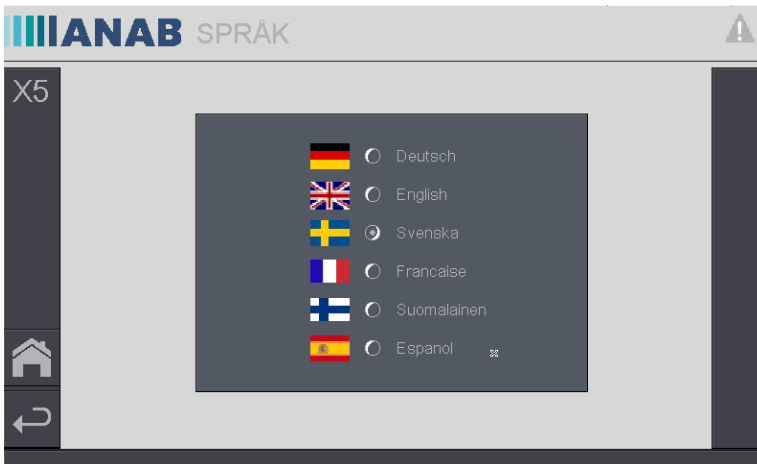 ANAB SPRÅK
X5
Deutsch
English
Svenska
Francaise
Suomalainen
Espanol